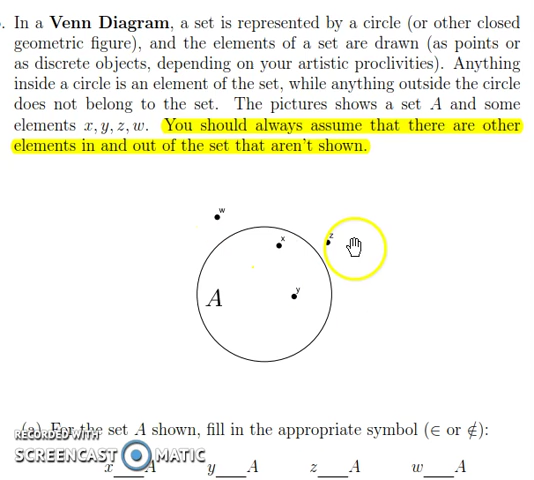 . In a Venn Diagram, a set is represented by a circle (or other closed
geometric figure), and the elements of a set are drawn (as points or
as discrete objects, depending on your artistic proclivities). Anything
inside a circle is an element of the set, while anything outside the circle
does not belong to the set. The pictures shows a set A and some
elements x, y, z, w. You should always assume that there are other
elements in and out of the set that aren't shown.
w
x
z
y
A
(a) For the set A shown, fill in the appropriate symbol (∈ or ∉):
RECORDED WITH
SCREENCAST MATIC
x___A y___A z___A w___A